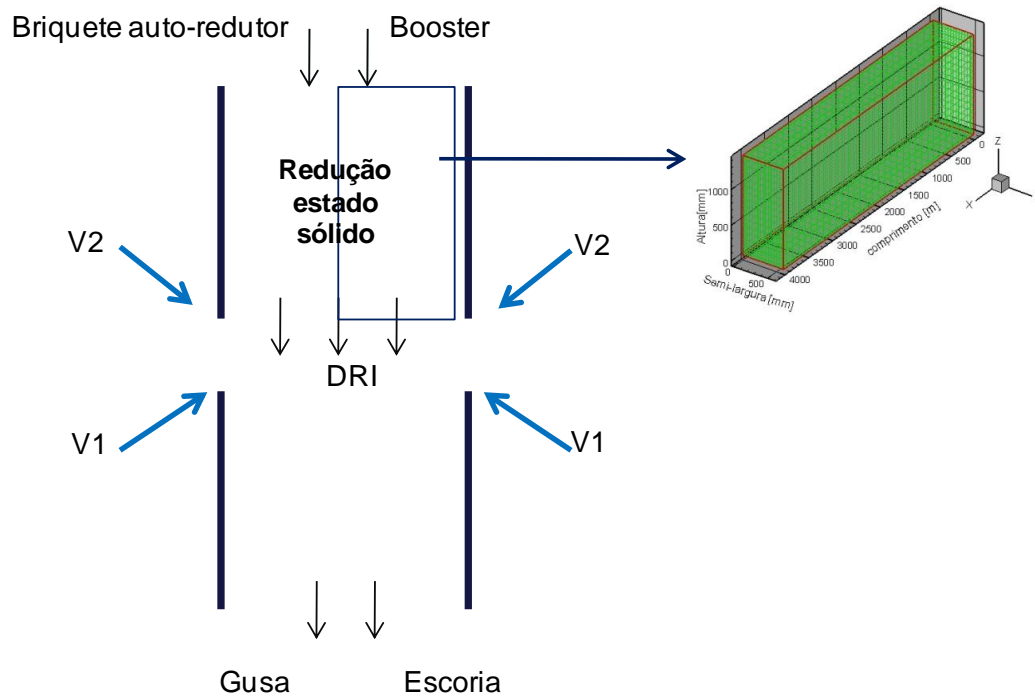 Briquete auto-redutor
Booster
Redução
estado
sólido
V2
V2
DRI
V1
V1
Gusa
Escoria
Altura[mm]
1000
500
0
0
500
Semi-largura [mm]
4000
3500
3000
2500
2000
1500
1000
500
0
comprimento [m]
Z
X